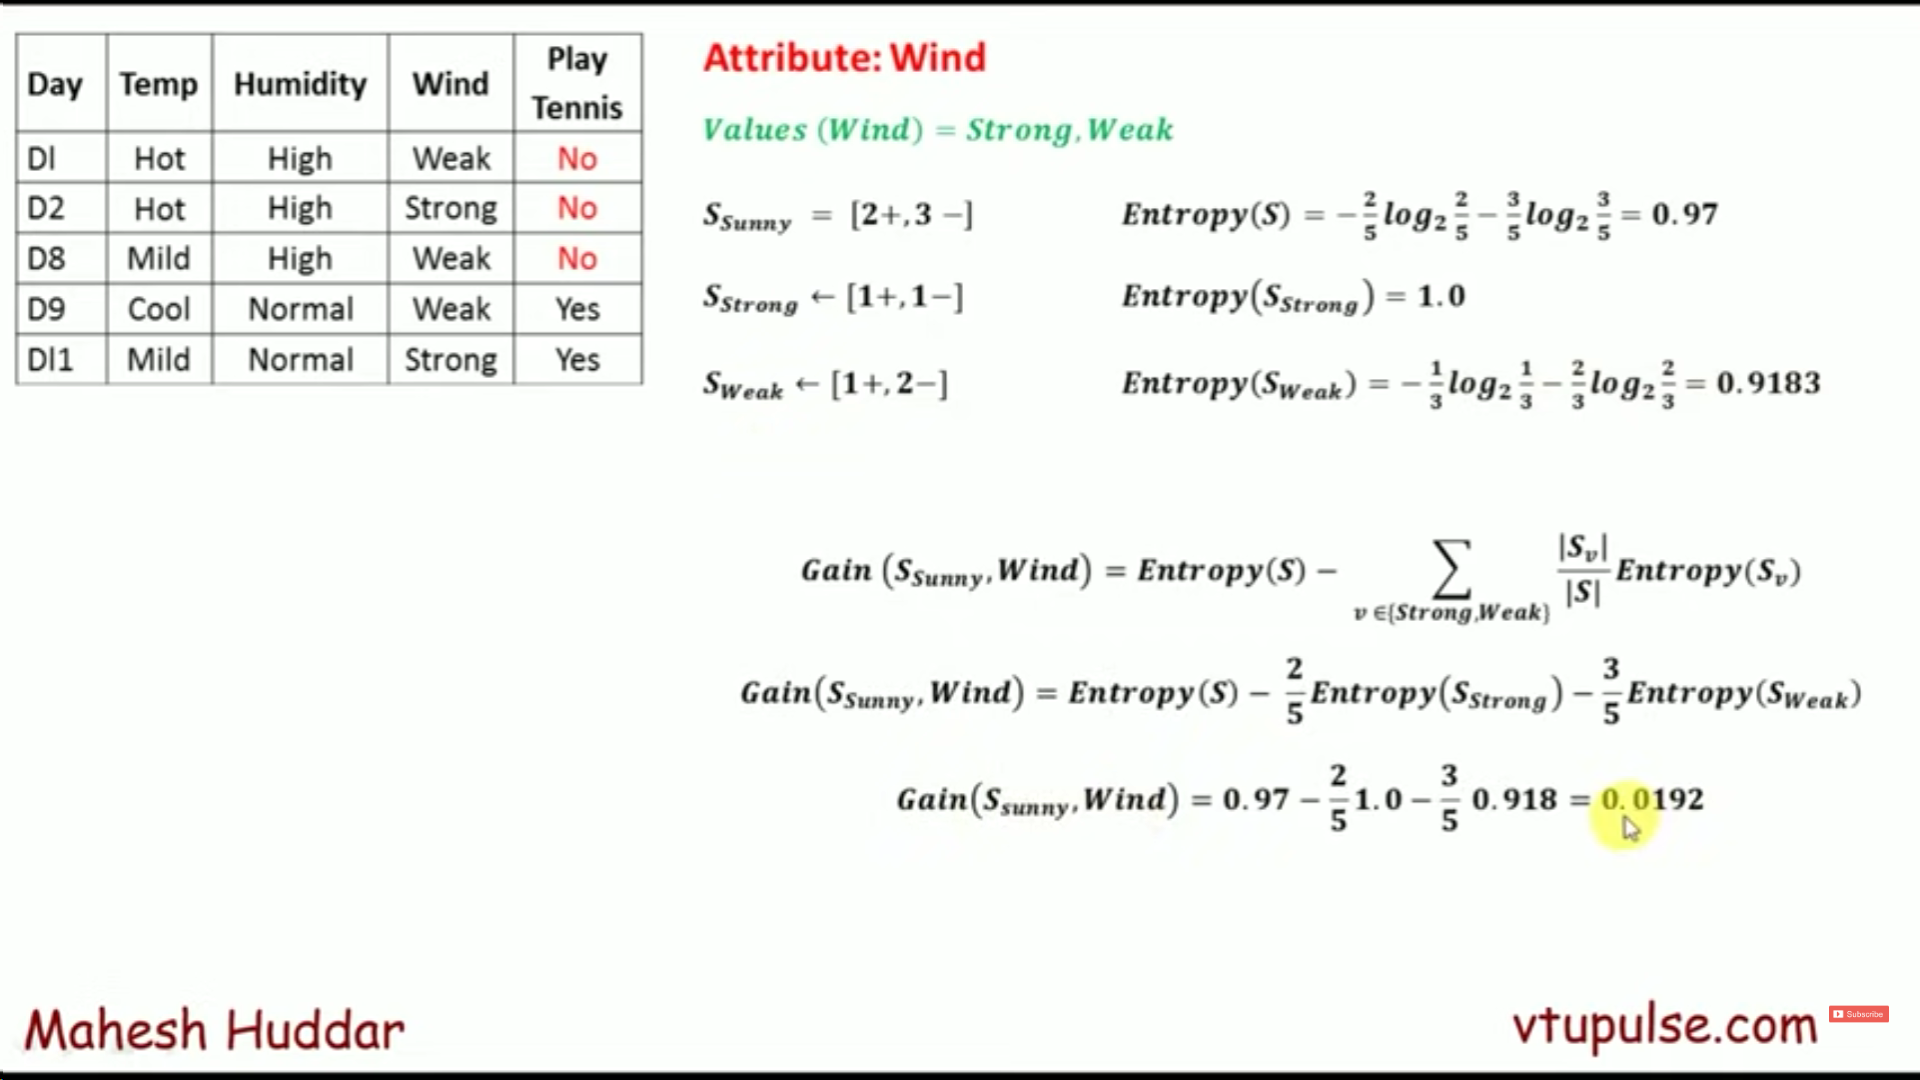 Day Temp Humidity Wind Play Tennis
Dl Hot High Weak No
D2 Hot High Strong No
D8 Mild High Weak No
D9 Cool Normal Weak Yes
Dl1 Mild Normal Strong Yes
Attribute: Wind
Values (Wind) = Strong, Weak
S_Sunny = [2+, 3 −] Entropy(S) = −2/5 log₂ 2/5 − 3/5 log₂ 3/5 = 0.97
S_Strong ← [1+, 1−] Entropy(S_Strong) = 1.0
S_Weak ← [1+, 2−] Entropy(S_Weak) = −1/3 log₂ 1/3 − 2/3 log₂ 2/3 = 0.9183
Gain (S_Sunny, Wind) = Entropy(S) − ∑ v ∈{Strong,Weak} |S_v|/|S| Entropy(S_v)
Gain(S_Sunny, Wind) = Entropy(S) − 2/5 Entropy(S_Strong) − 3/5 Entropy(S_Weak)
Gain(S_sunny, Wind) = 0.97 − 2/5 1.0 − 3/5 0.918 = 0.0192
Mahesh Huddar
vtupulse.com
Subscribe